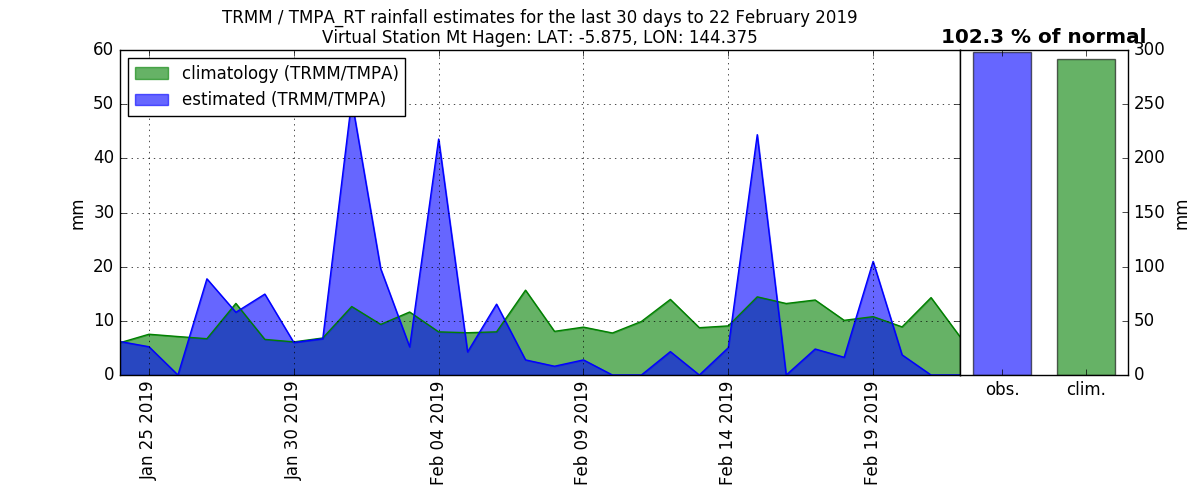 TRMM / TMPA_RT rainfall estimates for the last 30 days to 22 February 2019
Virtual Station Mt Hagen: LAT: -5.875, LON: 144.375
102.3 % of normal
climatology (TRMM/TMPA)
estimated (TRMM/TMPA)
60
50
40
30
20
10
0
mm
Jan 25 2019
Jan 30 2019
Feb 04 2019
Feb 09 2019
Feb 14 2019
Feb 19 2019
obs.
clim.
300
250
200
150
100
50
0
mm